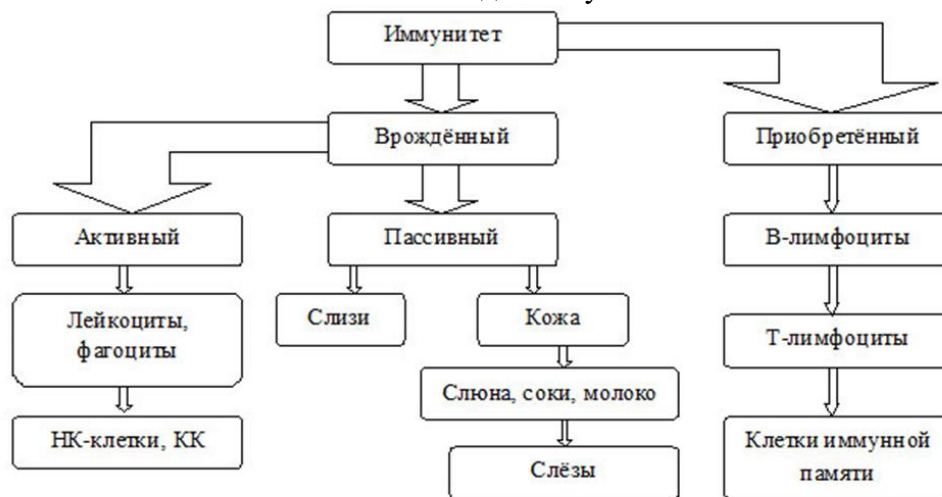 Иммунитет
Врождённый
Приобретённый
Активный
Пассивный
В-лимфоциты
Лейкоциты,
фагоциты
Слизи
Кожа
Т-лимфоциты
Слюна, соки, молоко
НК-клетки, КК
Слёзы
Клетки иммунной
памяти